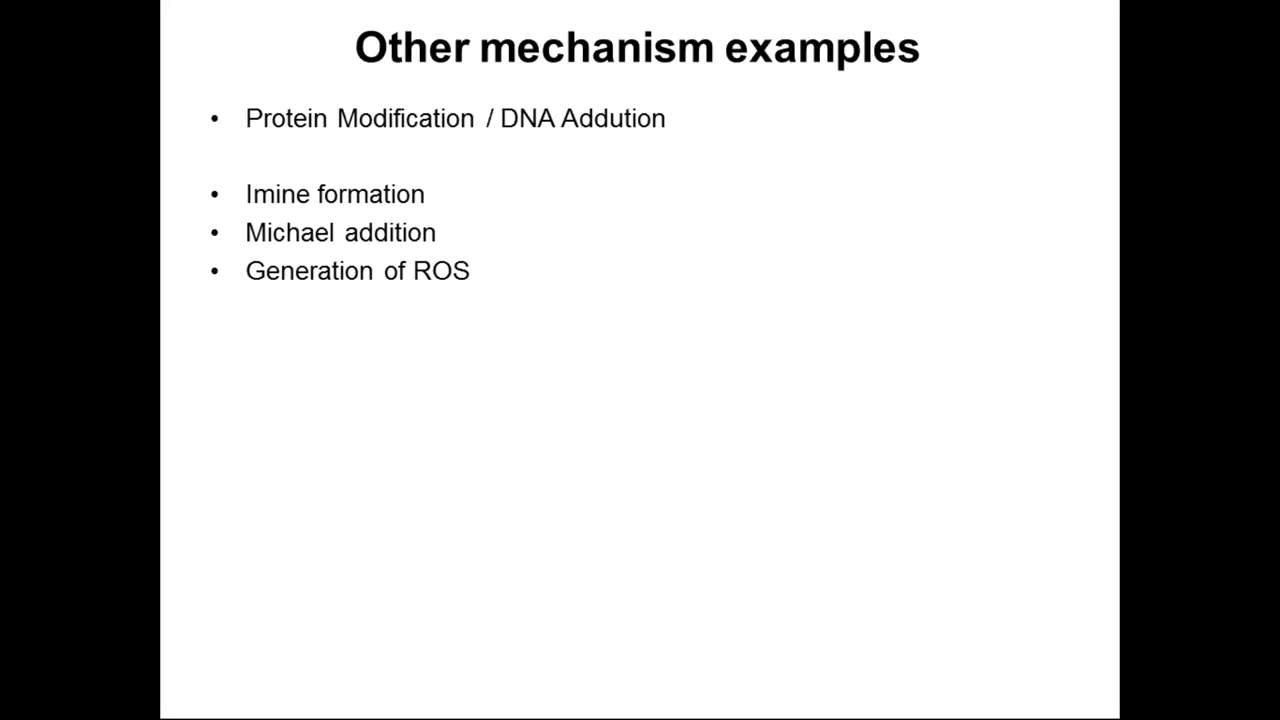 Other mechanism examples
• Protein Modification / DNA Addution
• Imine formation
• Michael addition
• Generation of ROS